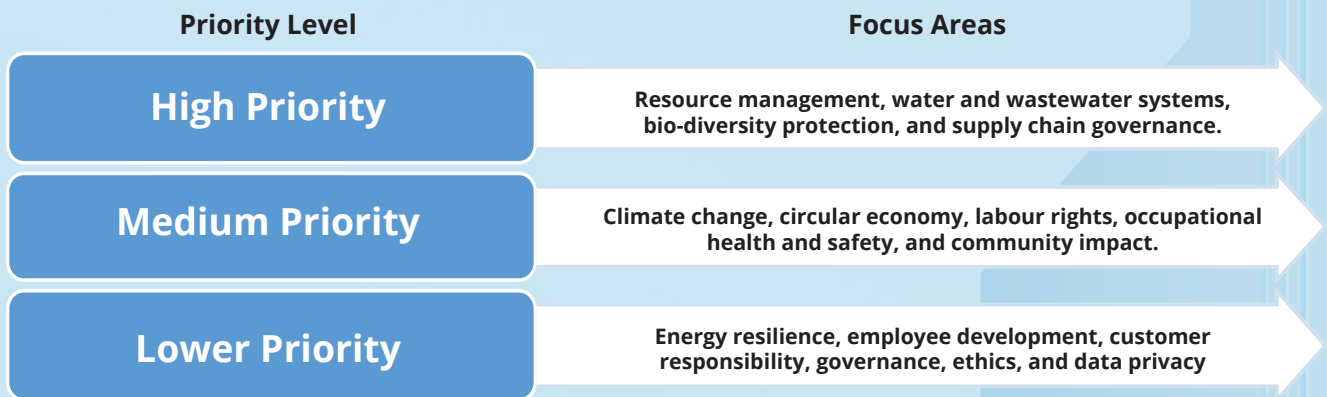 Priority Level
Focus Areas
High Priority
Resource management, water and wastewater systems,
bio-diversity protection, and supply chain governance.
Medium Priority
Climate change, circular economy, labour rights, occupational
health and safety, and community impact.
Lower Priority
Energy resilience, employee development, customer
responsibility, governance, ethics, and data privacy